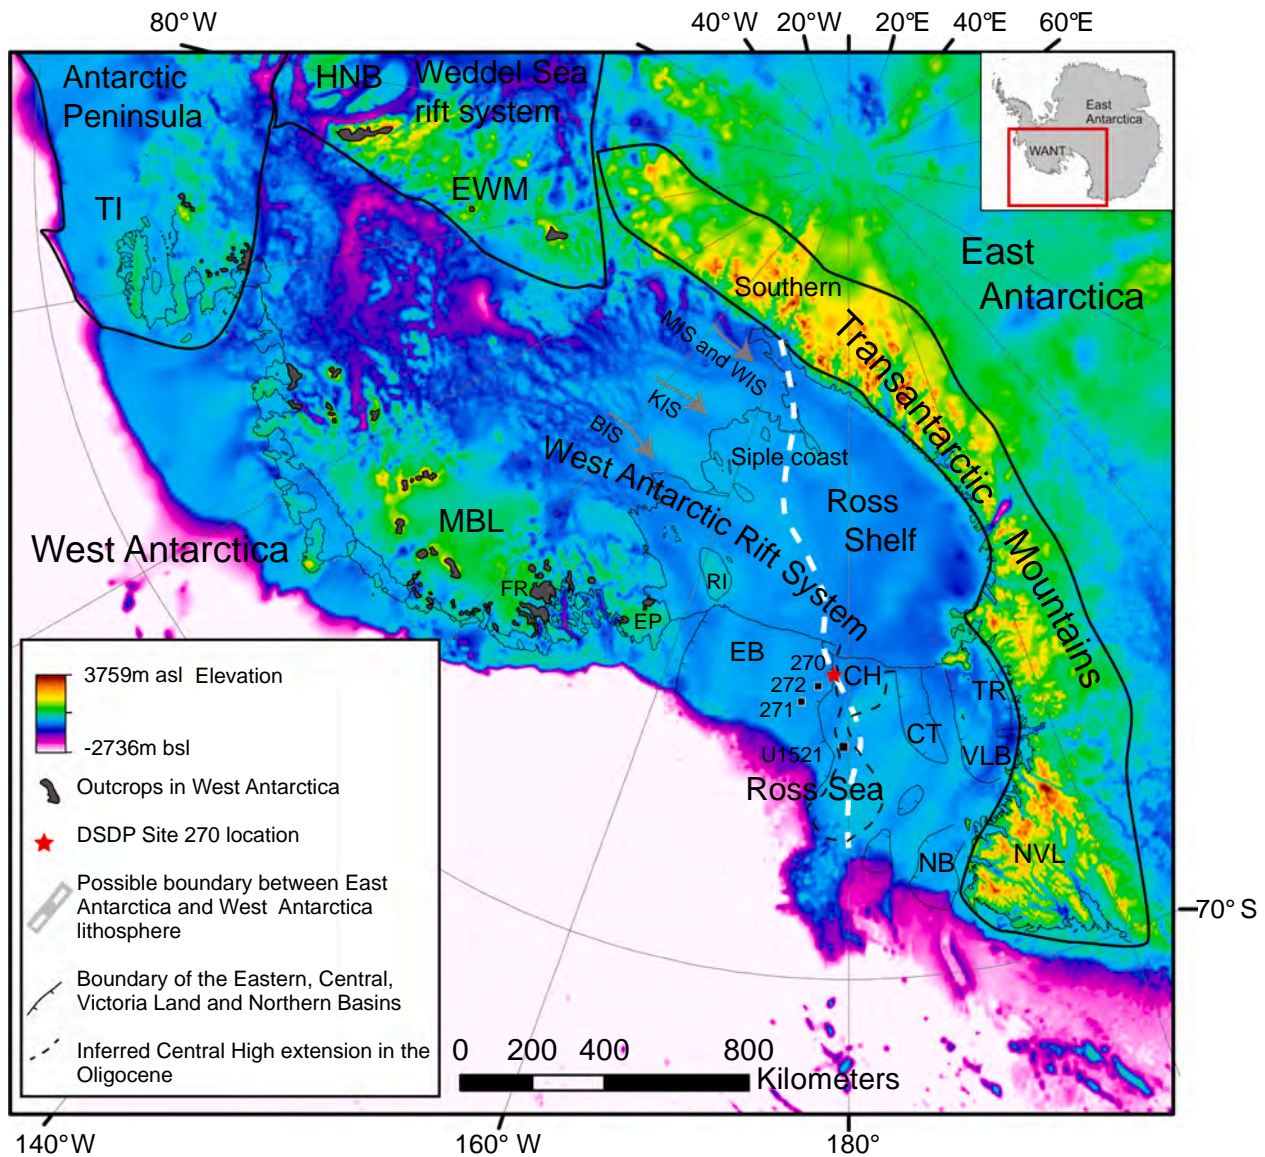 80°W
40°W
20°W
20°E
40°E
60°E
Antarctic
Peninsula
HNB
Weddel Sea
rift system
East
Antarctica
WANT
TI
EWM
East
Antarctica
Southern
Transantarctic
Mountains
MIS and WIS
KIS
BIS
Siple coast
West Antarctic Rift System
Ross
Shelf
MBL
West Antarctica
FR
RI
EP
EB
270
CH
272
271
TR
CT
VLB
U1521
Ross Sea
NB
NVL
3759m asl Elevation
-2736m bsl
Outcrops in West Antarctica
DSDP Site 270 location
Possible boundary between East
Antarctica and West Antarctica
lithosphere
Boundary of the Eastern, Central,
Victoria Land and Northern Basins
Inferred Central High extension in the
Oligocene
70°S
0 200 400 800
Kilometers
140°W
160°W
180°